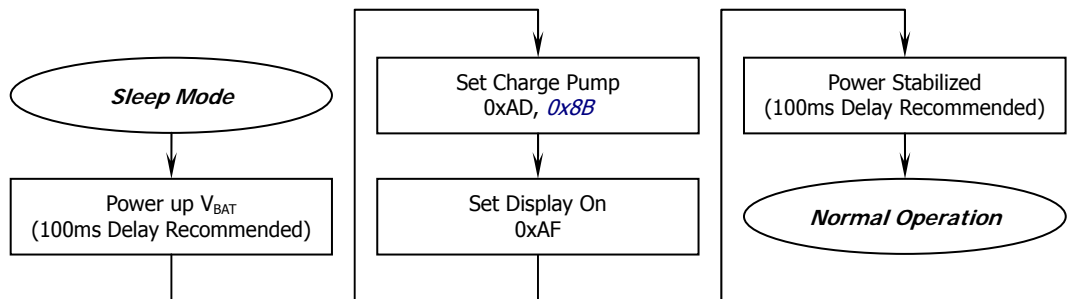 Sleep Mode
Power up VBAT
(100ms Delay Recommended)
Set Charge Pump
0xAD, 0x8B
Set Display On
0xAF
Power Stabilized
(100ms Delay Recommended)
Normal Operation